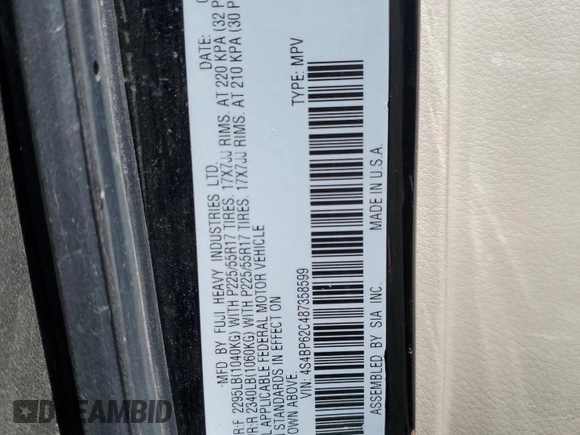 DATE:
MFD BY FUJI HEAVY INDUSTRIES LTD.
2295LB(1040KG) WITH P225/55R17 TIRES. 17X7JJ RIMS. AT 220 KPA (32
2340LB(1060KG) WITH P225/55R17 TIRES. 17X7JJ RIMS. AT 210 KPA (30
APPLICABLE FEDERAL MOTOR VEHICLE
STANDARDS IN EFFECT ON
OWN ABOVE.
VIN: 4S4BP62C487358599
TYPE: MPV
ASSEMBLED BY SIA INC.
MADE IN U.S.A.
STREAMBID